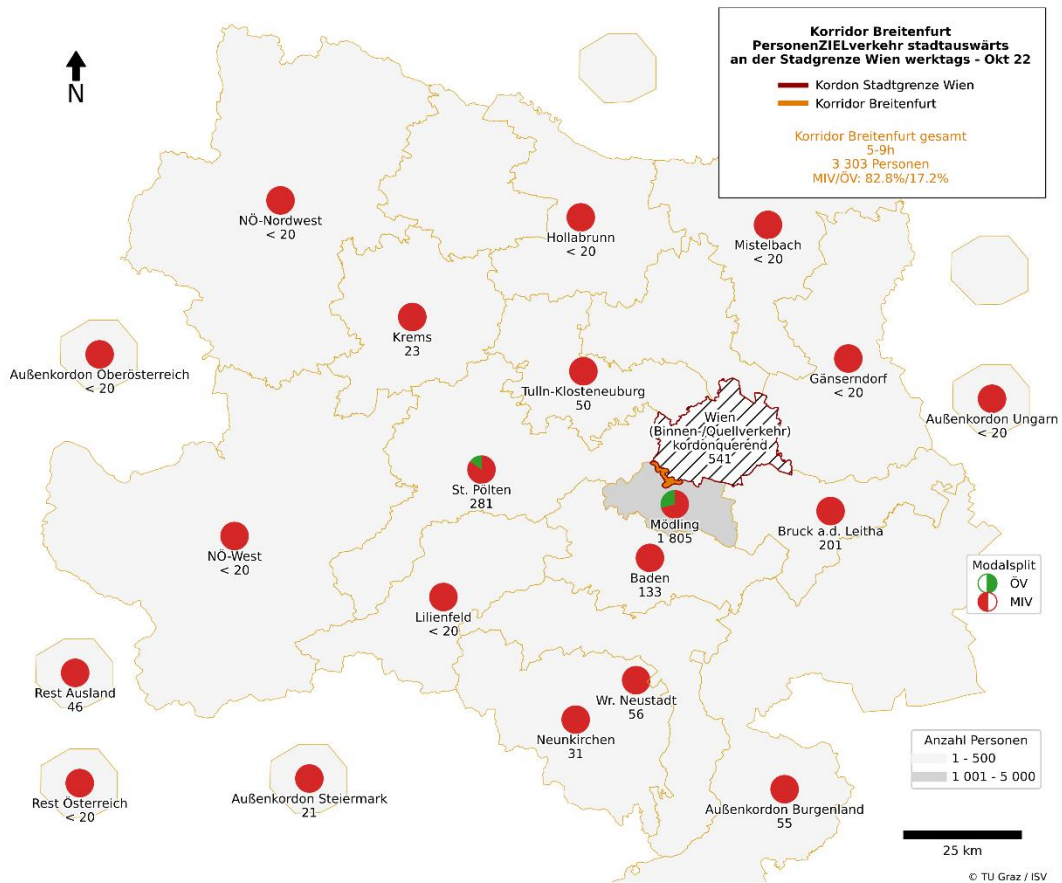 Korridor Breitenfurt
PersonenZIELverkehr stadtauswärts
an der Stadgrenze Wien werktags - Okt 22
Kordon Stadtgrenze Wien
Korridor Breitenfurt
Korridor Breitenfurt gesamt
5-9h
3 303 Personen
MIV/ÖV: 82.8%/17.2%
N
NÖ-Nordwest
< 20
Hollabrunn
< 20
Mistelbach
< 20
Krems
23
Außenkordon Oberösterreich
< 20
Tulln-Klosteneuburg
50
Gänserndorf
< 20
Außenkordon Ungarn
< 20
Wien
(Binnen-/Quellverkehr)
kordonquerend
541
St. Pölten
281
Mödling
1 805
Bruck a.d. Leitha
201
NÖ-West
< 20
Baden
133
Modalsplit
ÖV
MIV
Lilienfeld
< 20
Rest Ausland
46
Wr. Neustadt
56
Neunkirchen
31
Anzahl Personen
1 - 500
1 001 - 5 000
Rest Österreich
< 20
Außenkordon Steiermark
21
Außenkordon Burgenland
55
25 km
© TU Graz / ISV